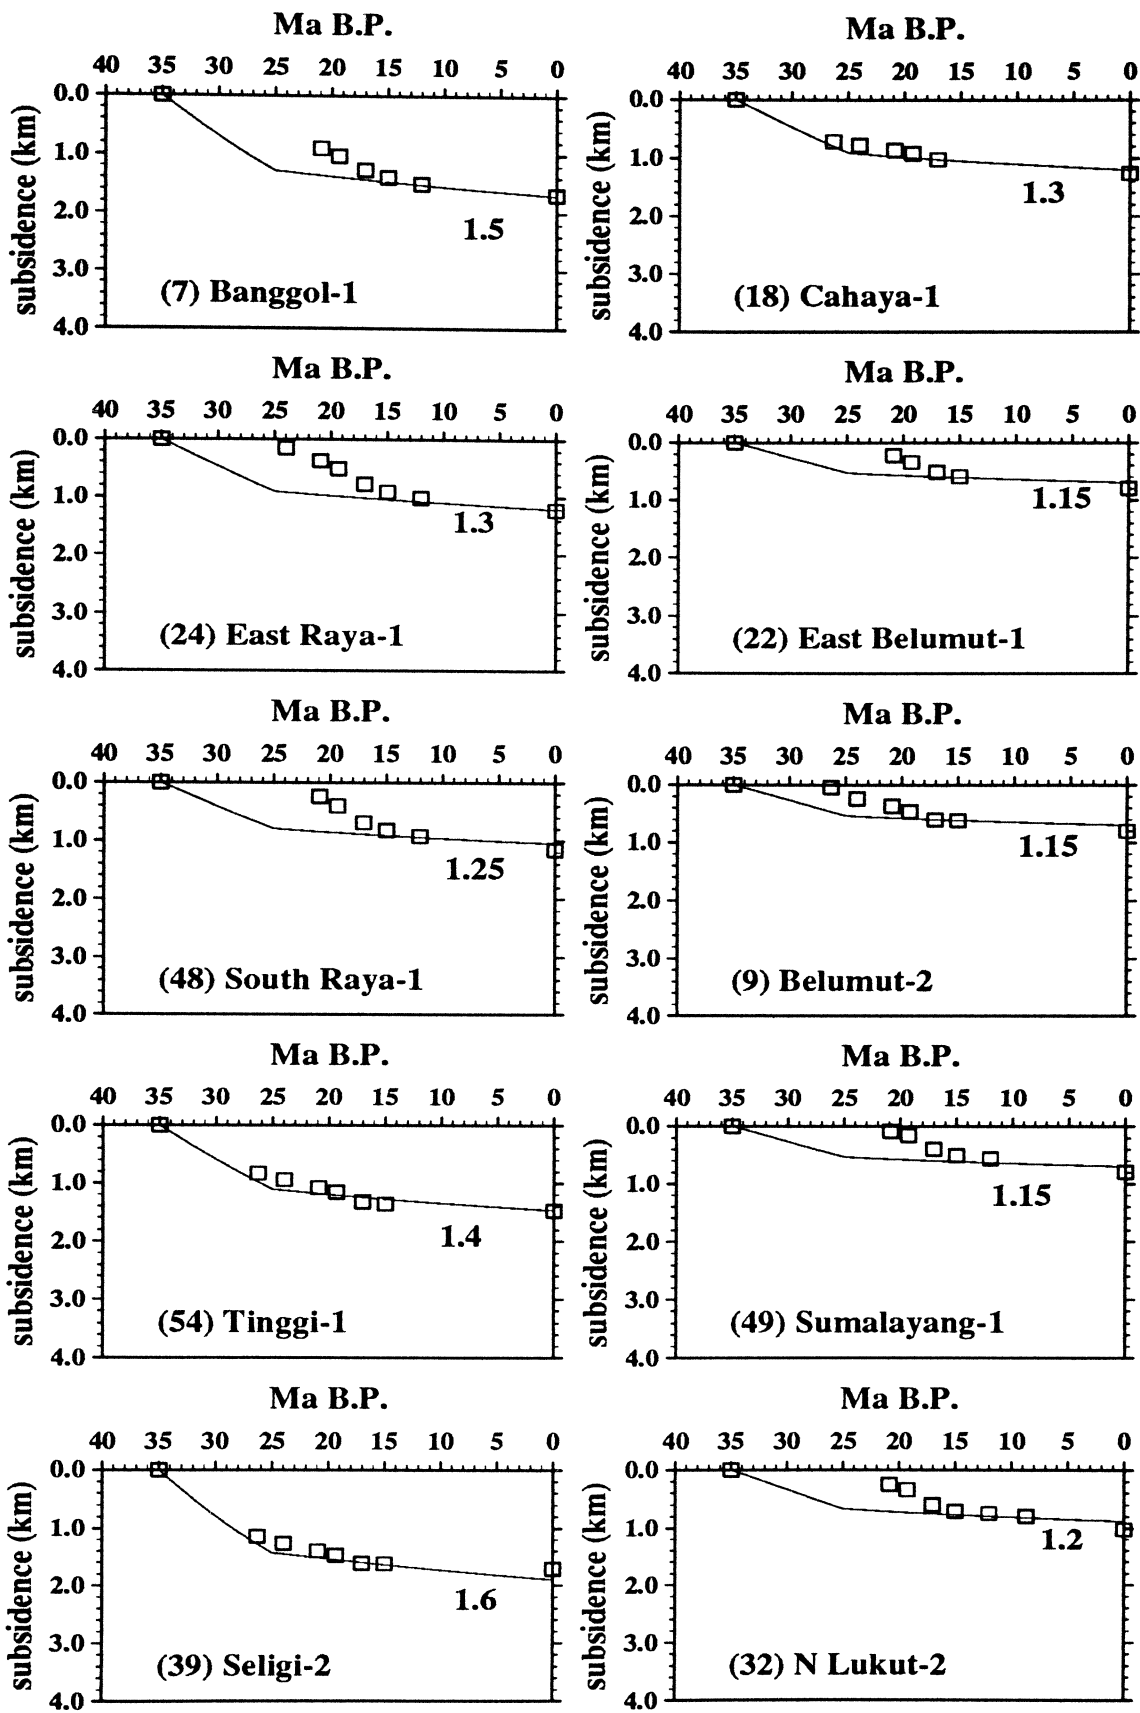 Ma B.P.
40 35 30 25 20 15 10 5 0
0.0
1.0
2.0
3.0
4.0
subsidence (km)
1.5
(7) Banggol-1
Ma B.P.
40 35 30 25 20 15 10 5 0
0.0
1.0
2.0
3.0
4.0
subsidence (km)
1.3
(18) Cahaya-1
Ma B.P.
40 35 30 25 20 15 10 5 0
0.0
1.0
2.0
3.0
4.0
subsidence (km)
1.3
(24) East Raya-1
Ma B.P.
40 35 30 25 20 15 10 5 0
0.0
1.0
2.0
3.0
4.0
subsidence (km)
1.15
(22) East Belumut-1
Ma B.P.
40 35 30 25 20 15 10 5 0
0.0
1.0
2.0
3.0
4.0
subsidence (km)
1.25
(48) South Raya-1
Ma B.P.
40 35 30 25 20 15 10 5 0
0.0
1.0
2.0
3.0
4.0
subsidence (km)
1.15
(9) Belumut-2
Ma B.P.
40 35 30 25 20 15 10 5 0
0.0
1.0
2.0
3.0
4.0
subsidence (km)
1.4
(54) Tinggi-1
Ma B.P.
40 35 30 25 20 15 10 5 0
0.0
1.0
2.0
3.0
4.0
subsidence (km)
1.15
(49) Sumalayang-1
Ma B.P.
40 35 30 25 20 15 10 5 0
0.0
1.0
2.0
3.0
4.0
subsidence (km)
1.6
(39) Seligi-2
Ma B.P.
40 35 30 25 20 15 10 5 0
0.0
1.0
2.0
3.0
4.0
subsidence (km)
1.2
(32) N Lukut-2